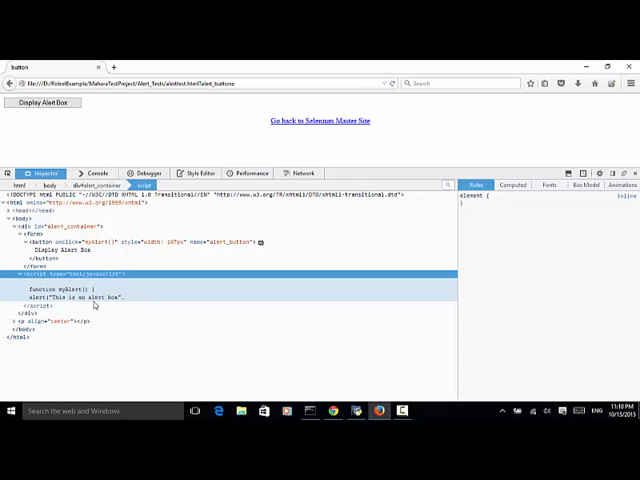 button
file:///D:/RobotExample/MaharaTestProject/Alert_Tests/alerttest.html?alert_button=
Search
Display Alert Box
Go back to Selenium Master Site
Inspector Console Debugger Style Editor Performance Network
html body div#alert_container script
Rules Computed Fonts Box Model Animations
<!DOCTYPE html PUBLIC "-//W3C//DTD XHTML 1.0 Transitional//EN" "http://www.w3.org/TR/xhtml1/DTD/xhtml1-transitional.dtd">
element { inline
<html xmlns="http://www.w3.org/1999/xhtml">
}
<head></head>
<body>
<div id="alert_container">
<form>
<button onclick="myAlert()" style="width: 167px" name="alert_button">
Display Alert Box
</button>
</form>
<script type="text/javascript">
function myAlert() {
alert("This is an alert box"…
</script>
</div>
<p align="center"></p>
</body>
</html>
Search the web and Windows
ENG
11:10 PM
10/15/2015